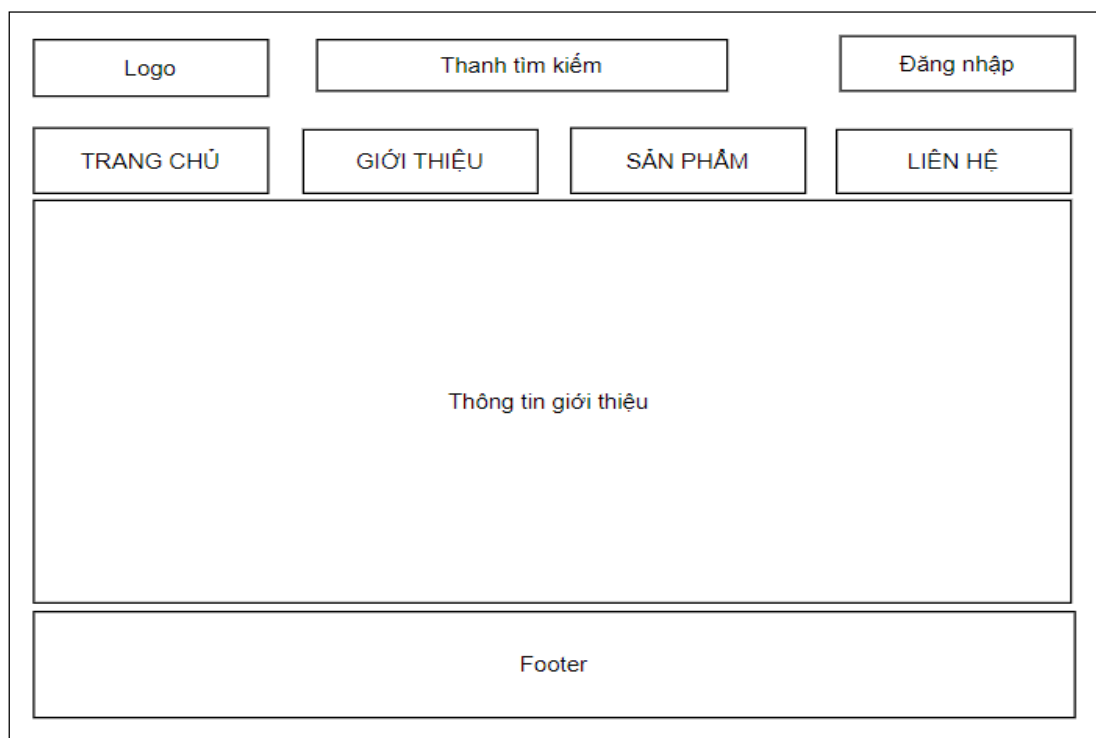 Logo
Thanh tìm kiếm
Đăng nhập
TRANG CHỦ
GIỚI THIỆU
SẢN PHẨM
LIÊN HỆ
Thông tin giới thiệu
Footer